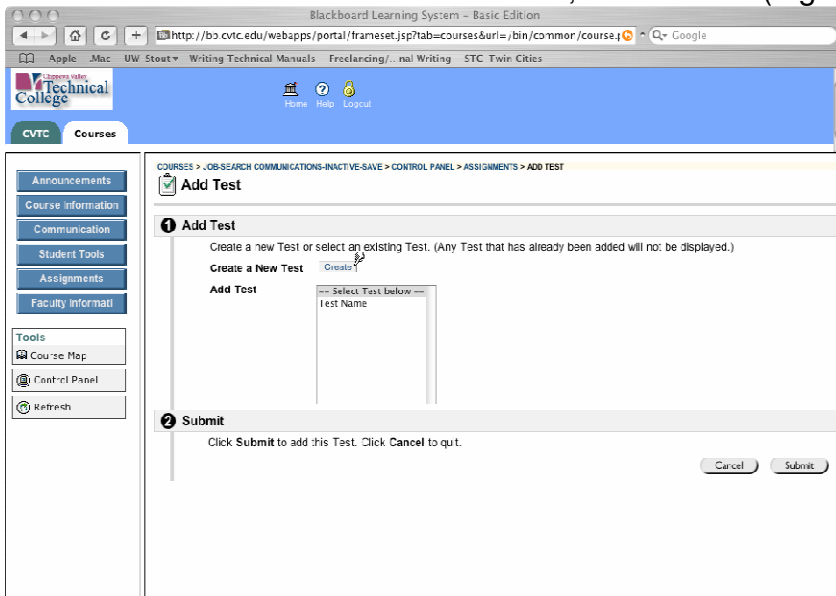 (
Blackboard Learning System – Basic Edition
http://bb.cvtc.edu/webapps/portal/frameset.jsp?tab=courses&url=/bin/common/course.p
Google
Apple .Mac UW Stout Writing Technical Manuals Freelancing/...nal Writing STC Twin Cities
Chippewa Valley
Technical
College
Home Help Logout
CVTC Courses
COURSES > JOB-SEARCH COMMUNICATIONS-INACTIVE-SAVE > CONTROL PANEL > ASSIGNMENTS > ADD TEST
Add Test
Announcements
Course Information
Communication
Student Tools
Assignments
Faculty Informati
Tools
Course Map
Control Panel
Refresh
1 Add Test
Create a new Test or select an existing Test. (Any Test that has already been added will not be displayed.)
Create a New Test Create
Add Test
-- Select Test below --
Test Name
2 Submit
Click Submit to add this Test. Click Cancel to quit.
Cancel Submit